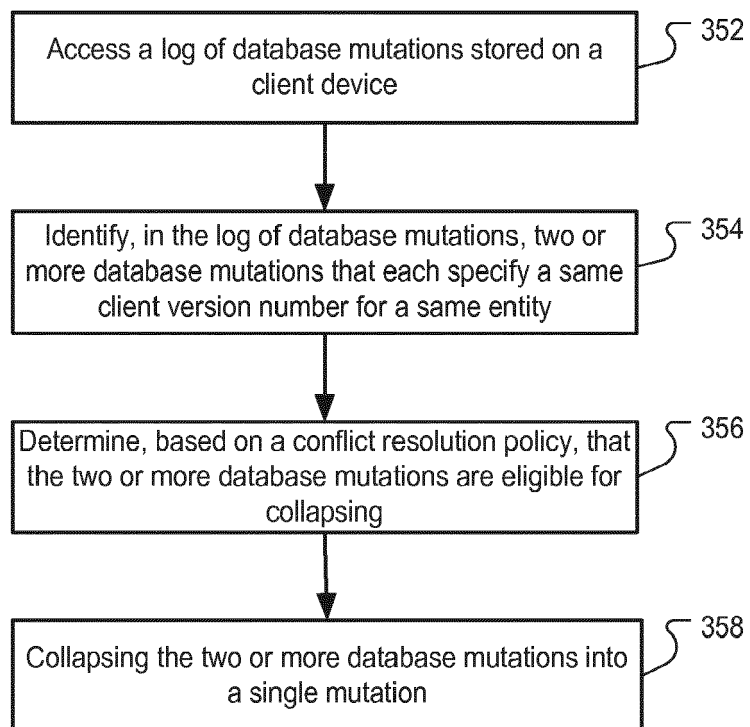 Access a log of database mutations stored on a
client device
352
Identify, in the log of database mutations, two or
more database mutations that each specify a same
client version number for a same entity
354
Determine, based on a conflict resolution policy, that
the two or more database mutations are eligible for
collapsing
356
Collapsing the two or more database mutations into
a single mutation
358